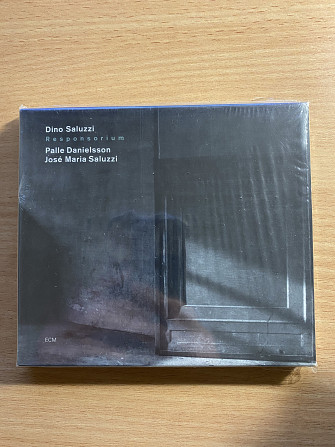 Dino Saluzzi
Responsorium
Palle Danielsson
José Maria Saluzzi
ECM